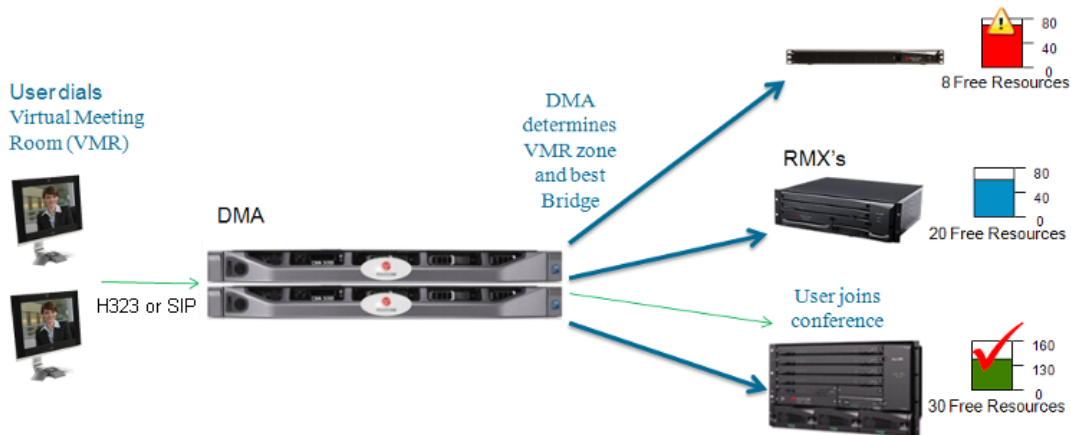 User dials
Virtual Meeting
Room (VMR)
H323 or SIP
DMA
DMA
determines
VMR zone
and best
Bridge
80
40
0
8 Free Resources
RMX's
80
40
0
20 Free Resources
User joins
conference
160
130
0
30 Free Resources